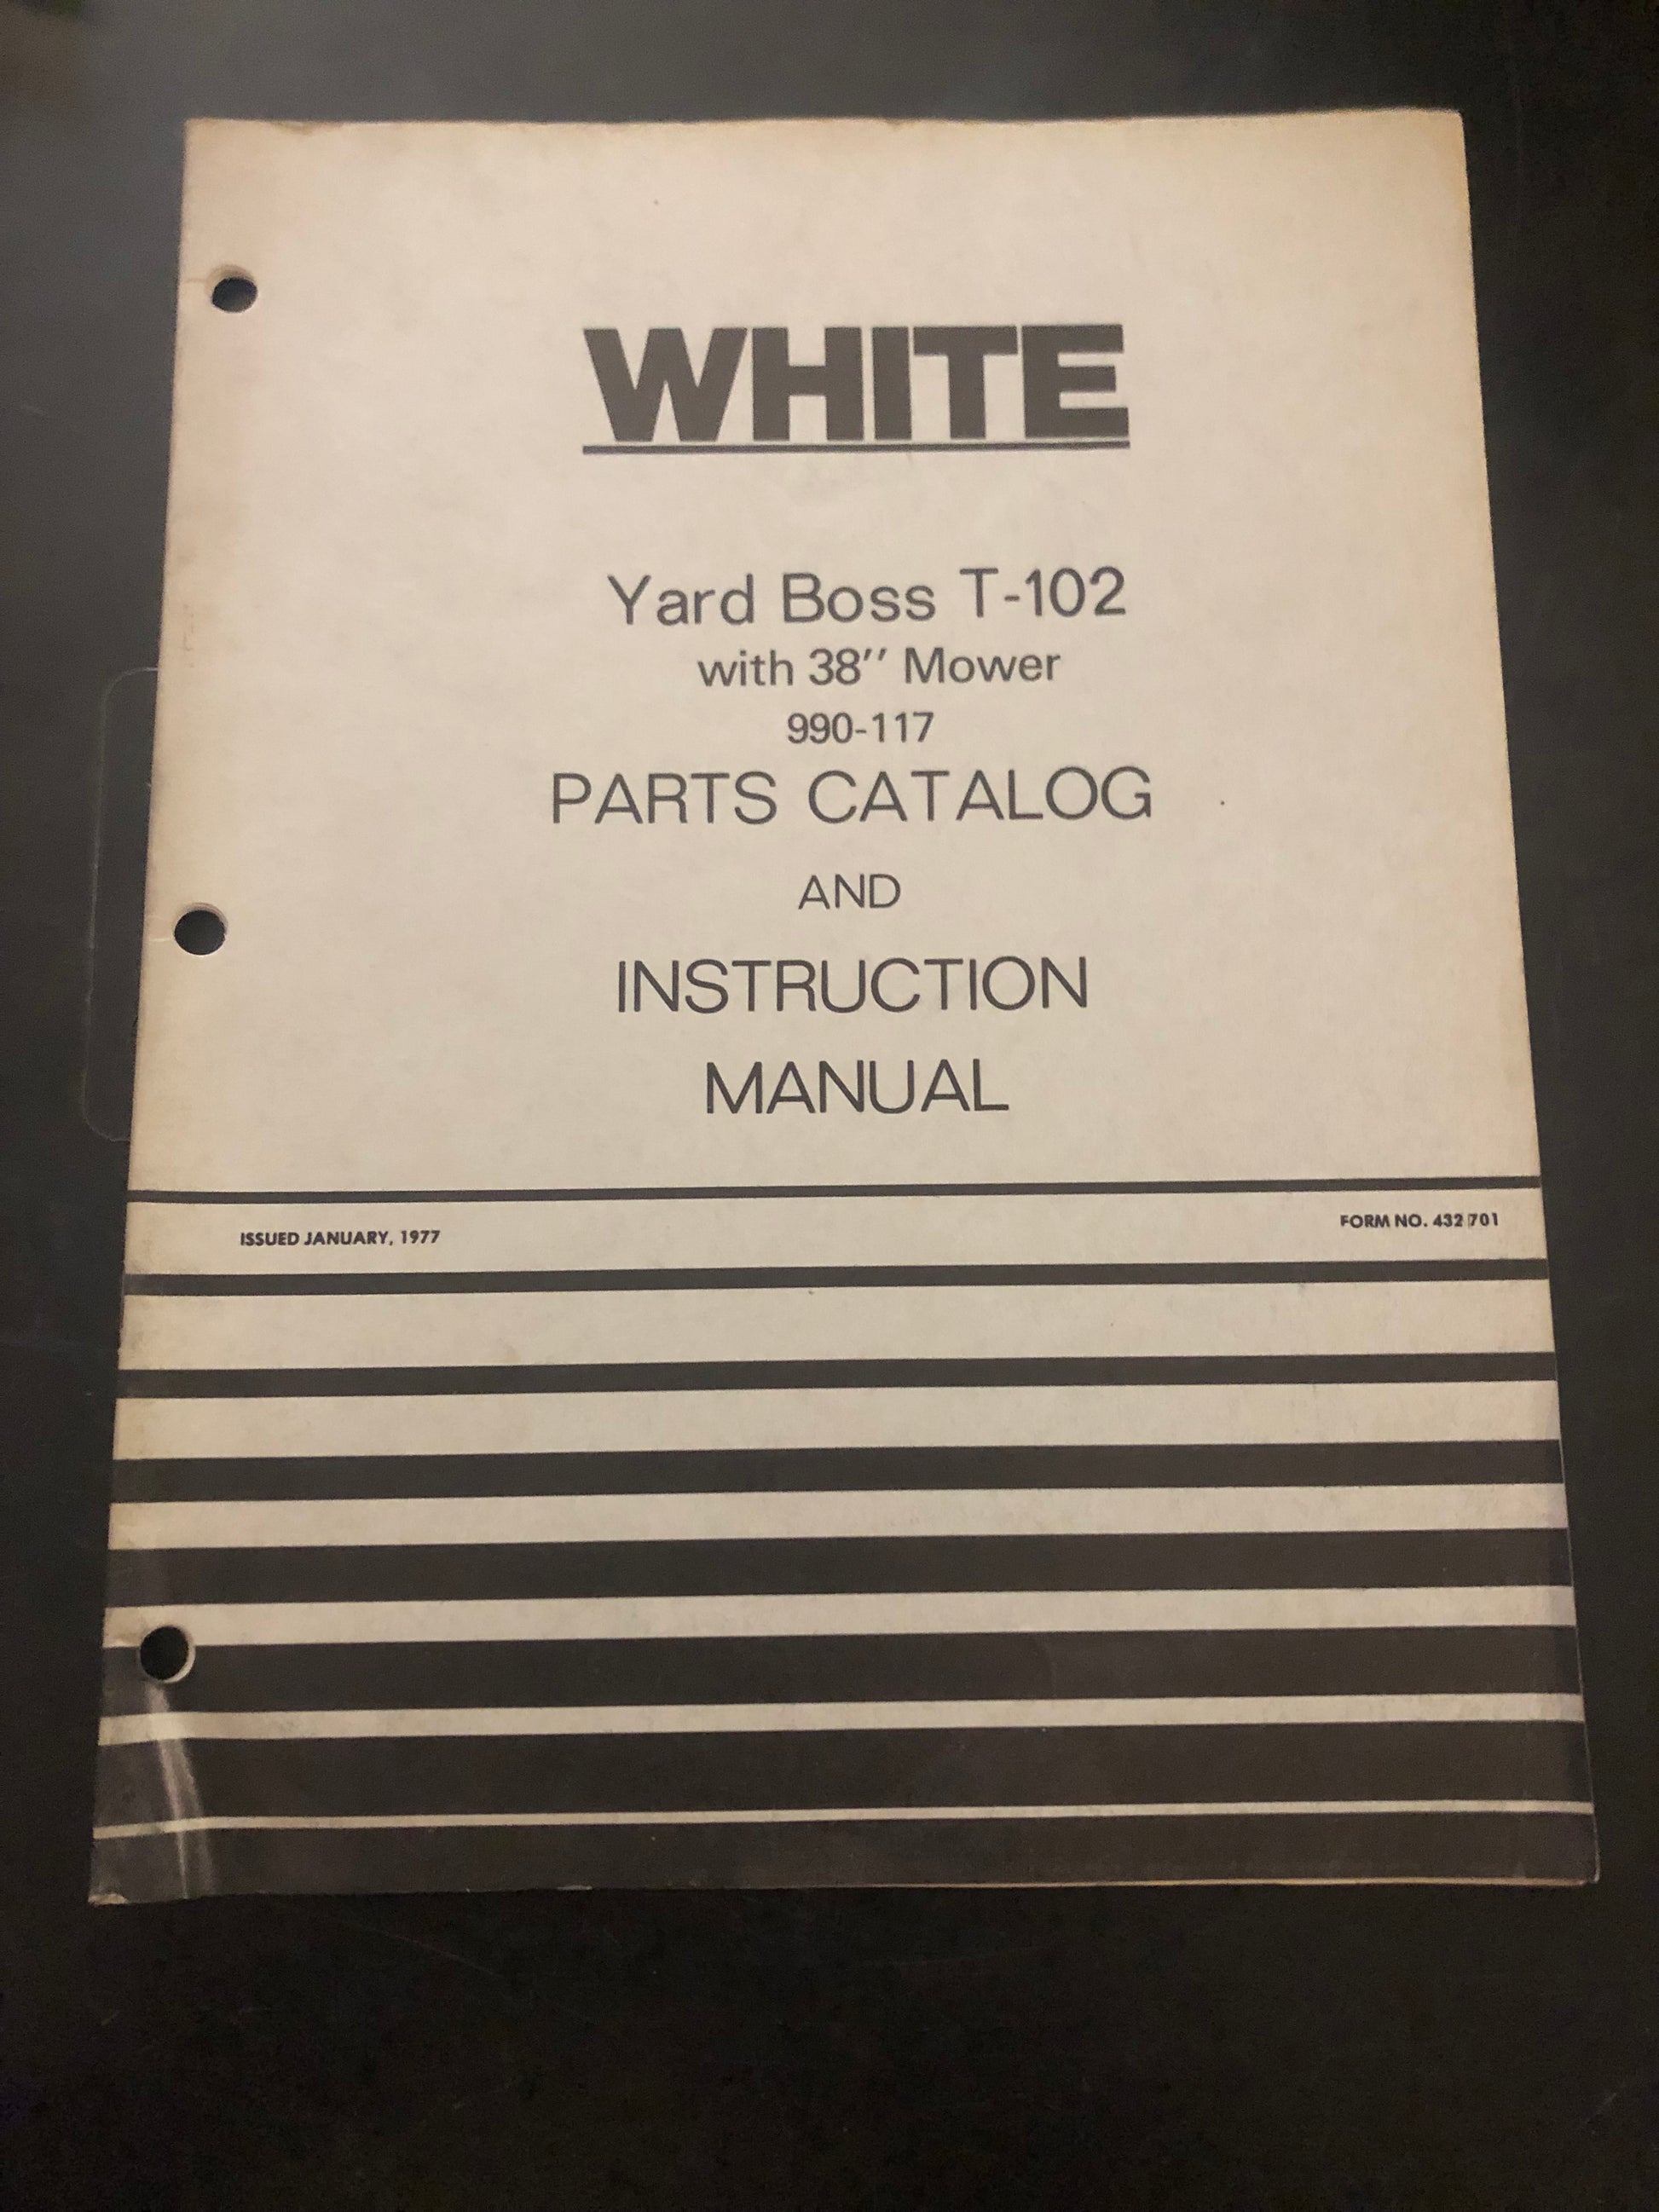 WHITE
Yard Boss T-102
with 38″ Mower
990-117
PARTS CATALOG
AND
INSTRUCTION
MANUAL
ISSUED JANUARY, 1977
FORM NO. 432 701